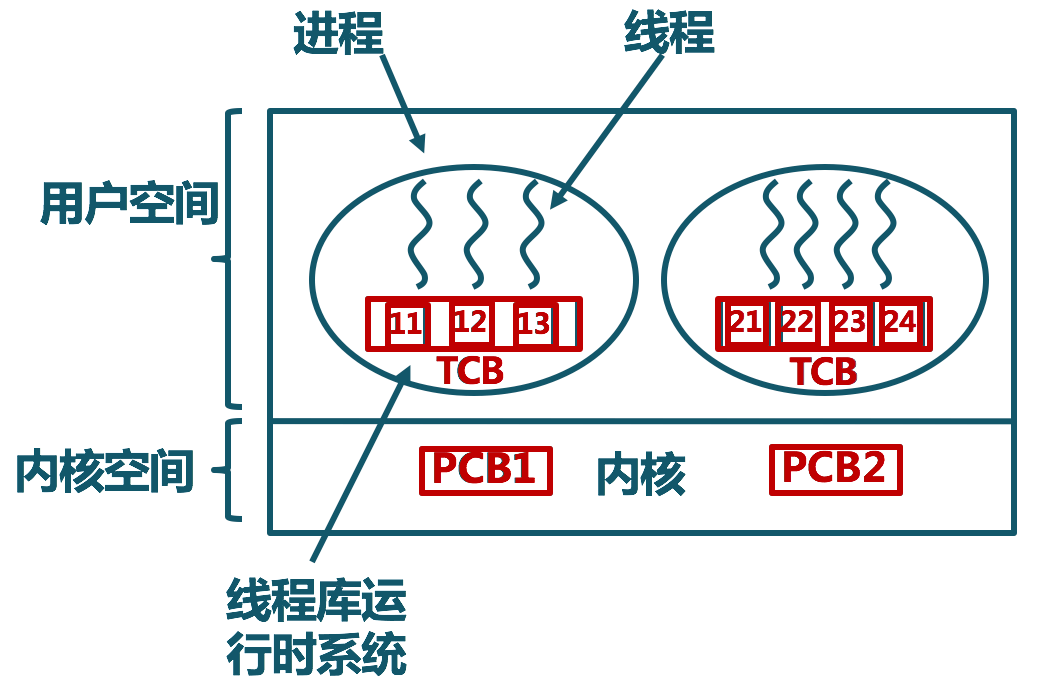 进程
线程
用户空间
11 12 13
TCB
21 22 23 24
TCB
内核空间
PCB1
内核
PCB2
线程库运
行时系统